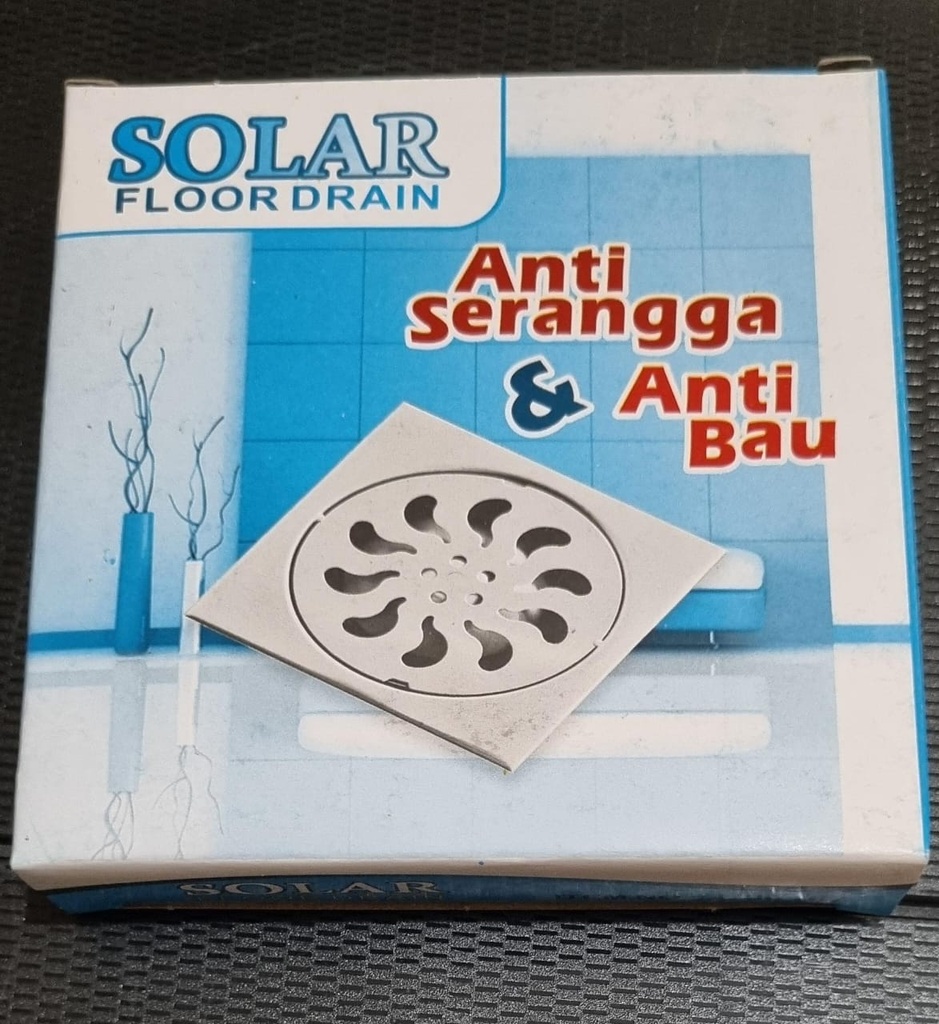 SOLAR
FLOOR DRAIN
Anti
Serangga
& Anti
Bau
SOLAR